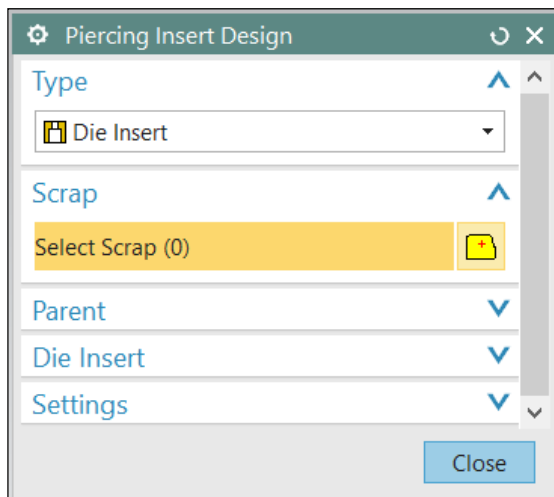 Piercing Insert Design
Type
Die Insert
Scrap
Select Scrap (0)
Parent
Die Insert
Settings
Close